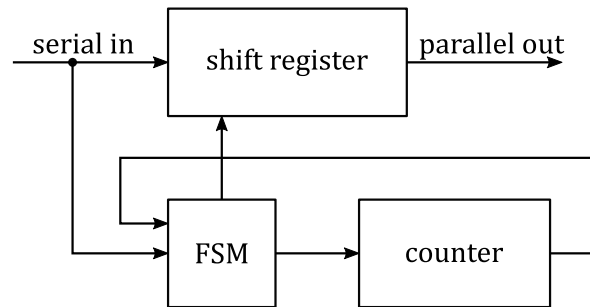 serial in
shift register
parallel out
FSM
counter